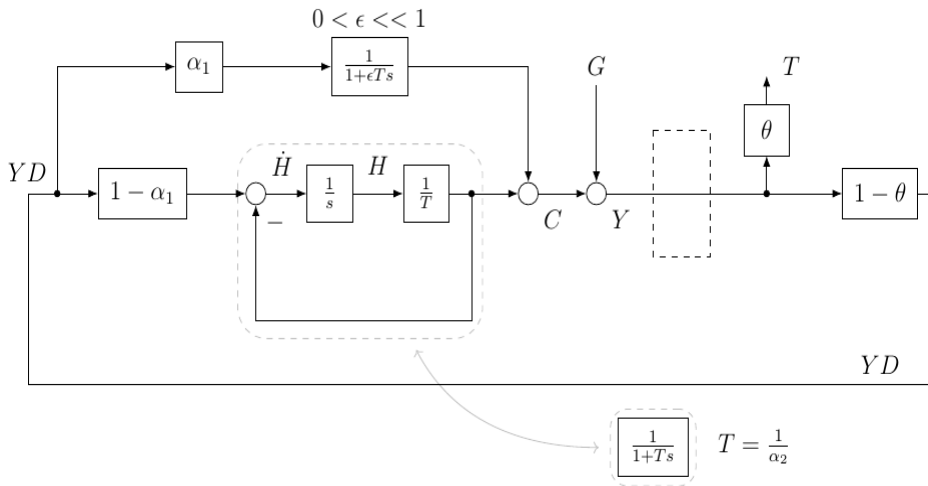 0 < ϵ << 1
α₁
1/(1+ϵTs)
G
T
θ
YD
1 − α₁
Ḣ
1/s
H
1/T
−
C
Y
1 − θ
YD
1/(1+Ts)
T = 1/α₂